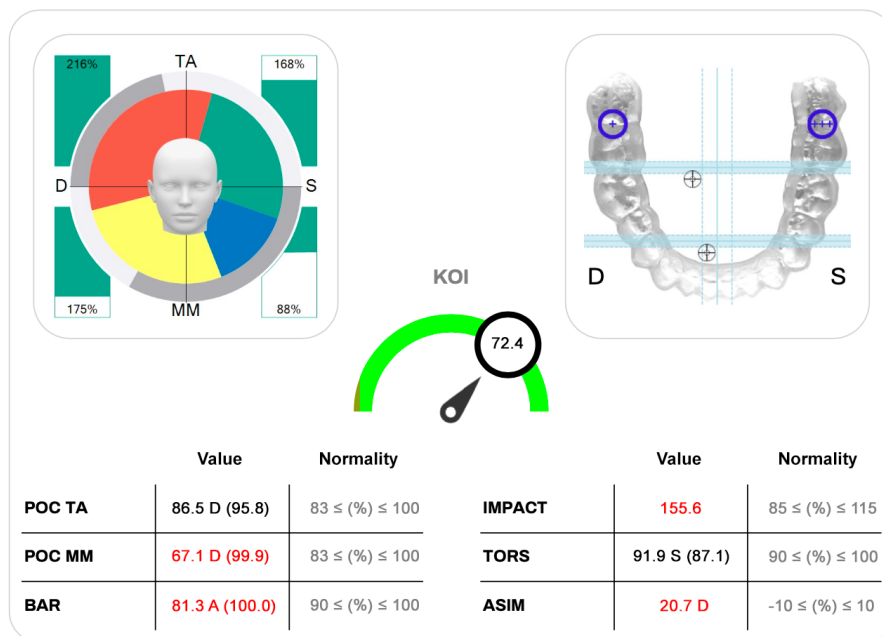 216%
TA
168%
D
S
175%
MM
88%
D
S
KOI
72.4
Value Normality
POC TA 86.5 D (95.8) 83 ≤ (%) ≤ 100
POC MM 67.1 D (99.9) 83 ≤ (%) ≤ 100
BAR 81.3 A (100.0) 90 ≤ (%) ≤ 100
Value Normality
IMPACT 155.6 85 ≤ (%) ≤ 115
TORS 91.9 S (87.1) 90 ≤ (%) ≤ 100
ASIM 20.7 D -10 ≤ (%) ≤ 10